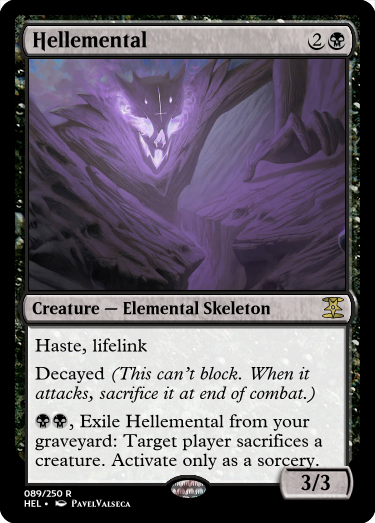 Hellemental 2
Creature — Elemental Skeleton
Haste, lifelink
Decayed (This can't block. When it
attacks, sacrifice it at end of combat.)
, Exile Hellemental from your
graveyard: Target player sacrifices a
creature. Activate only as a sorcery.
3/3
089/250 R
HEL • PavelValseca